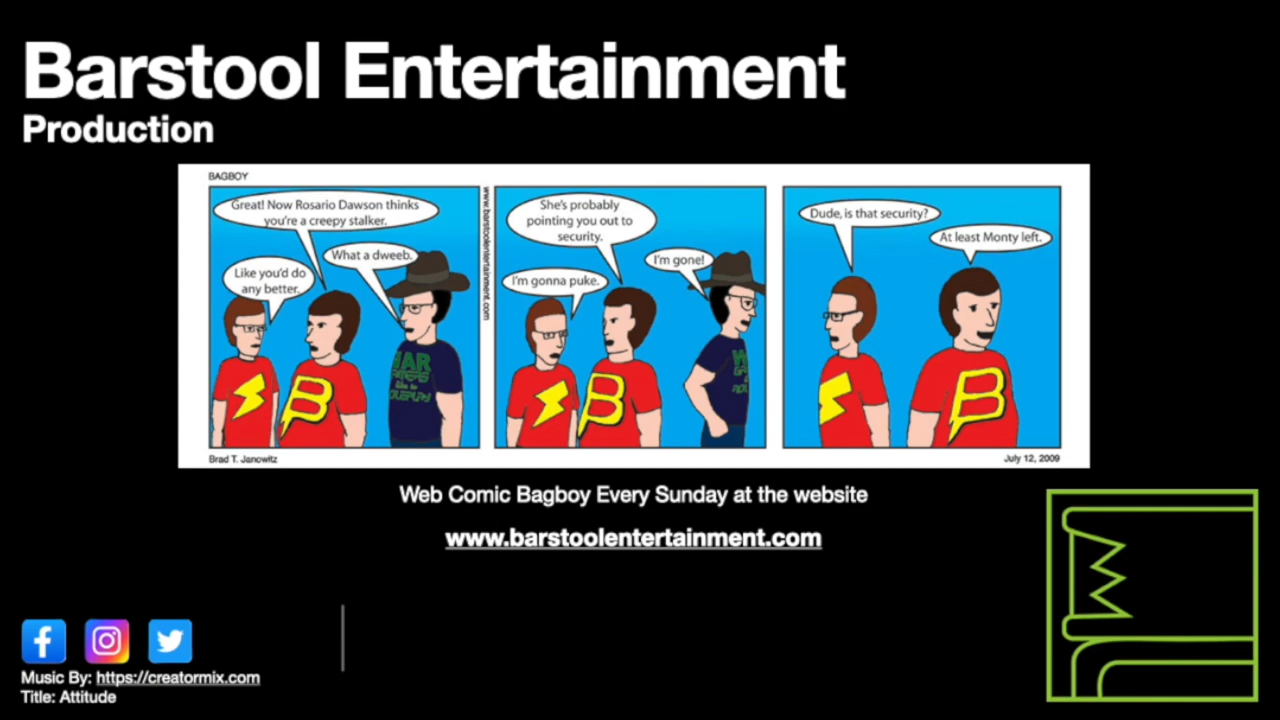 Barstool Entertainment
Production
BAGBOY
Great! Now Rosario Dawson thinks
you're a creepy stalker.
What a dweeb.
Like you'd do
any better.
www.barstoolentertainment.com
She's probably
pointing you out to
security.
I'm gone!
I'm gonna puke.
Dude, is that security?
At least Monty left.
B
B
B
Brad T. Janowitz
July 12, 2009
Web Comic Bagboy Every Sunday at the website
www.barstoolentertainment.com
Music By: https://creatormix.com
Title: Attitude